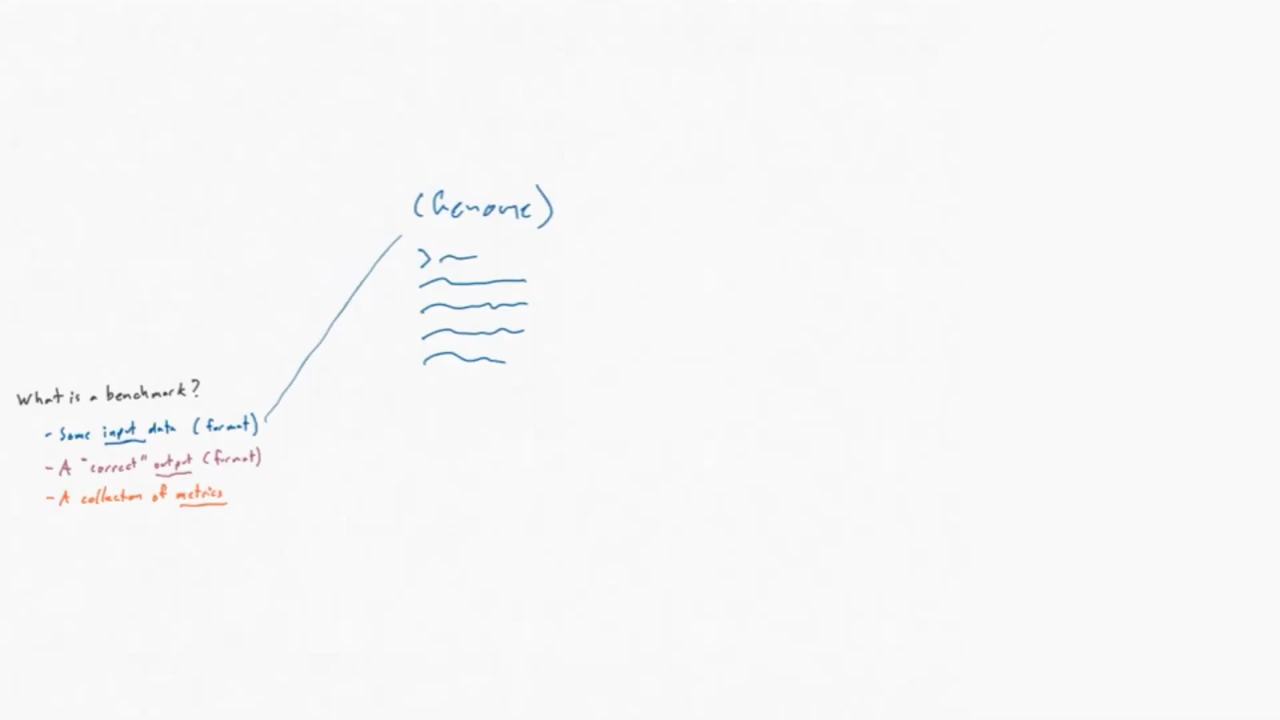 (Genome)
>
What is a benchmark?
- Some input data (format)
- A "correct" output (format)
- A collection of metrics